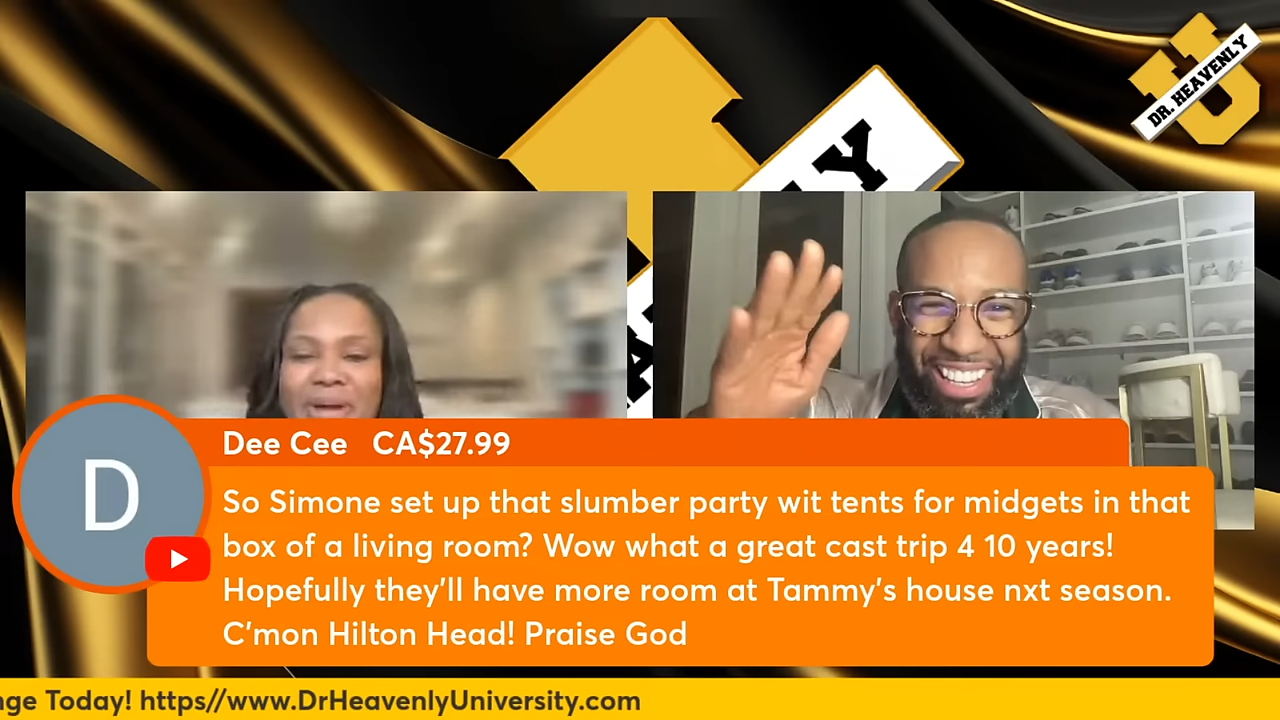 DR. HEAVENLY
LY
Dee Cee CA$27.99
D
So Simone set up that slumber party wit tents for midgets in that
box of a living room? Wow what a great cast trip 4 10 years!
Hopefully they'll have more room at Tammy's house nxt season.
C'mon Hilton Head! Praise God
nge Today! https//www.DrHeavenlyUniversity.com